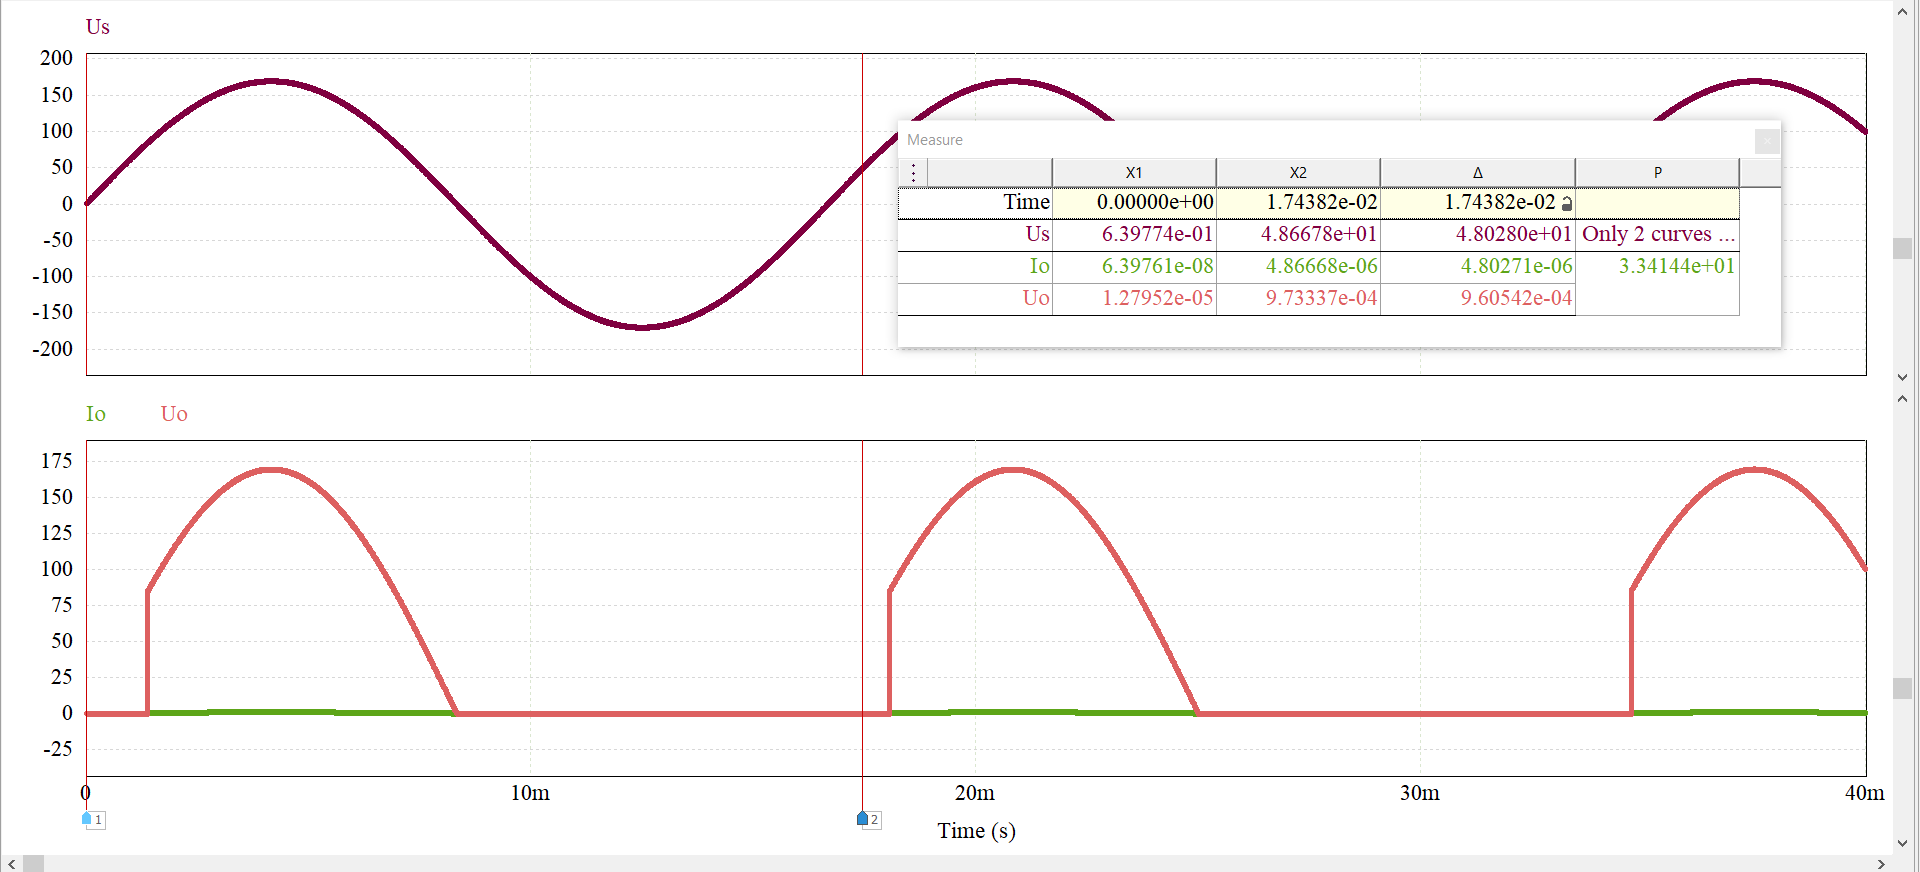 Us
200
150
100
50
0
-50
-100
-150
-200
Measure
X1 X2 Δ P
Time 0.00000e+00 1.74382e-02 1.74382e-02
Us 6.39774e-01 4.86678e+01 4.80280e+01 Only 2 curves ...
Io 6.39761e-08 4.86668e-06 4.80271e-06 3.34144e+01
Uo 1.27952e-05 9.73337e-04 9.60542e-04
Io Uo
175
150
125
100
75
50
25
0
-25
0 10m 20m 30m 40m
1 2
Time (s)